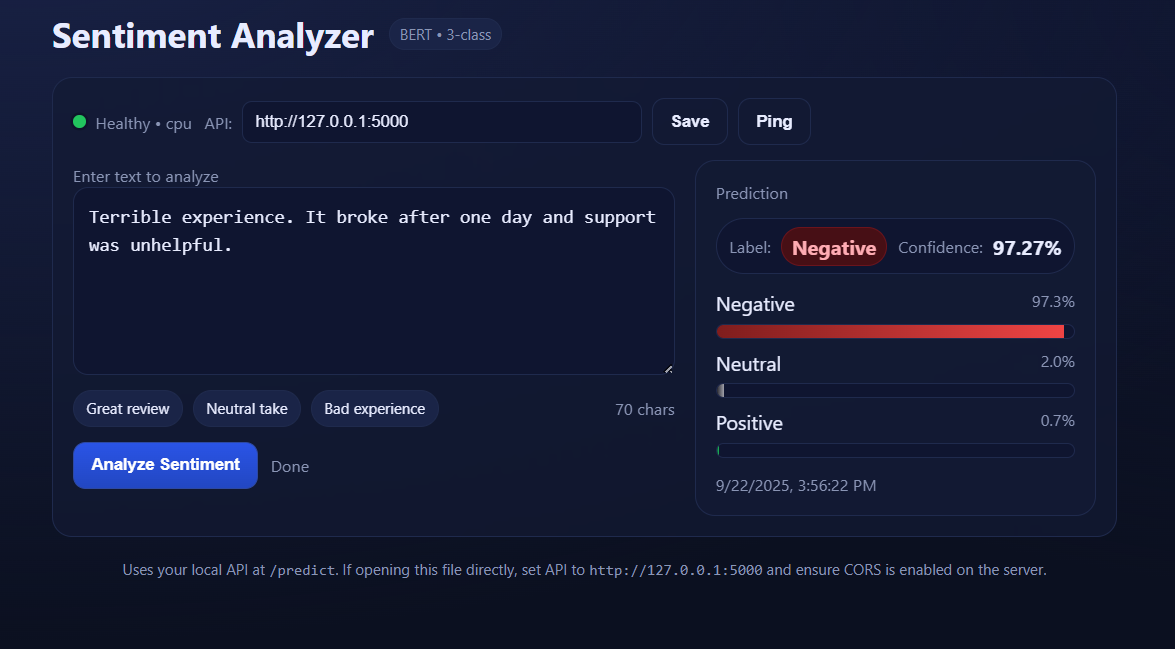 Sentiment Analyzer BERT • 3-class
Healthy • cpu API: http://127.0.0.1:5000 Save Ping
Enter text to analyze
Terrible experience. It broke after one day and support
was unhelpful.
Great review Neutral take Bad experience 70 chars
Analyze Sentiment Done
Prediction
Label: Negative Confidence: 97.27%
Negative 97.3%
Neutral 2.0%
Positive 0.7%
9/22/2025, 3:56:22 PM
Uses your local API at /predict. If opening this file directly, set API to http://127.0.0.1:5000 and ensure CORS is enabled on the server.